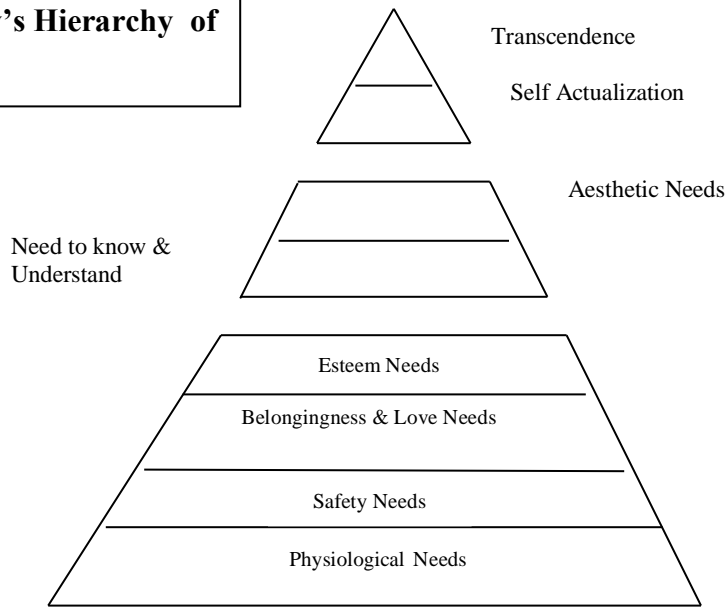 ’s Hierarchy of
Transcendence
Self Actualization
Aesthetic Needs
Need to know &
Understand
Esteem Needs
Belongingness & Love Needs
Safety Needs
Physiological Needs